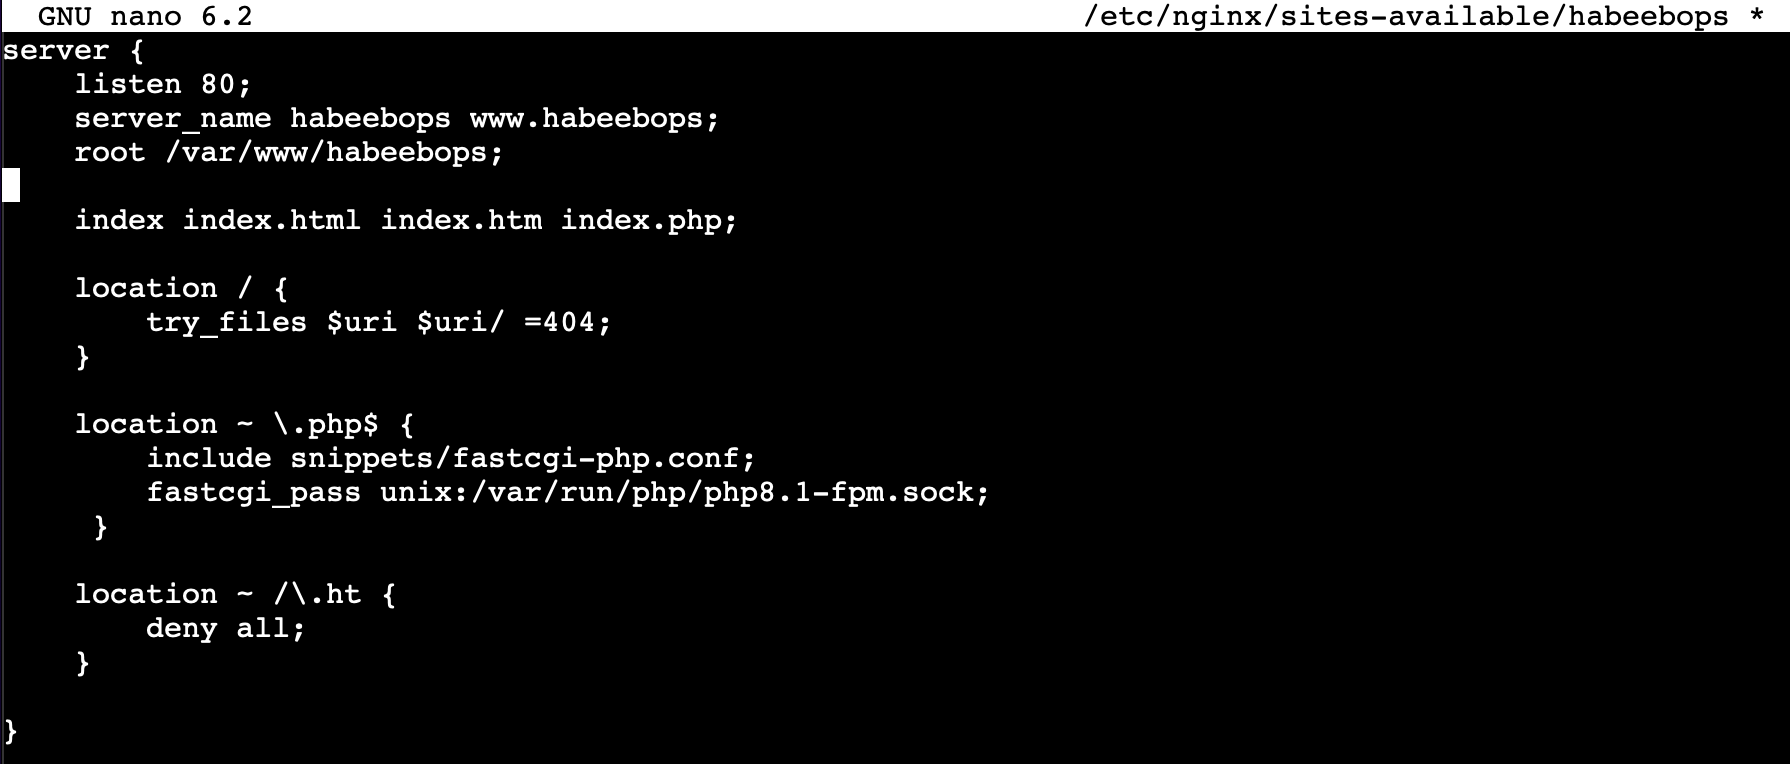 GNU nano 6.2 /etc/nginx/sites-available/habeebops *
server {
    listen 80;
    server_name habeebops www.habeebops;
    root /var/www/habeebops;

    index index.html index.htm index.php;

    location / {
        try_files $uri $uri/ =404;
    }

    location ~ \.php$ {
        include snippets/fastcgi-php.conf;
        fastcgi_pass unix:/var/run/php/php8.1-fpm.sock;
     }

    location ~ /\.ht {
        deny all;
    }

}